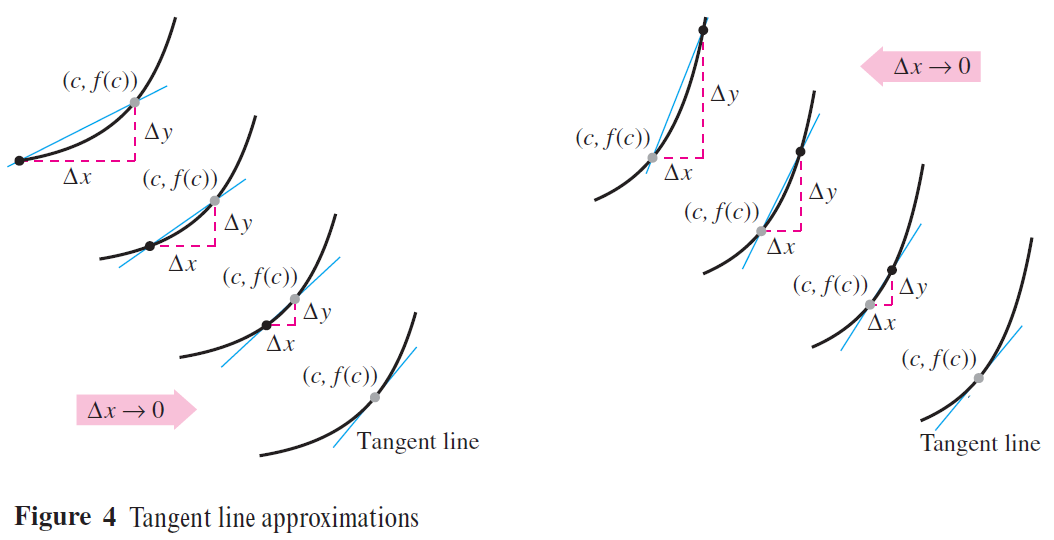 (c, f(c))
Δy
Δx
(c, f(c))
Δy
Δx
(c, f(c))
Δy
Δx
(c, f(c))
Δx → 0
Tangent line
Δx → 0
Δy
(c, f(c))
Δx
Δy
(c, f(c))
Δx
(c, f(c))
Δy
Δx
(c, f(c))
Tangent line
Figure 4 Tangent line approximations